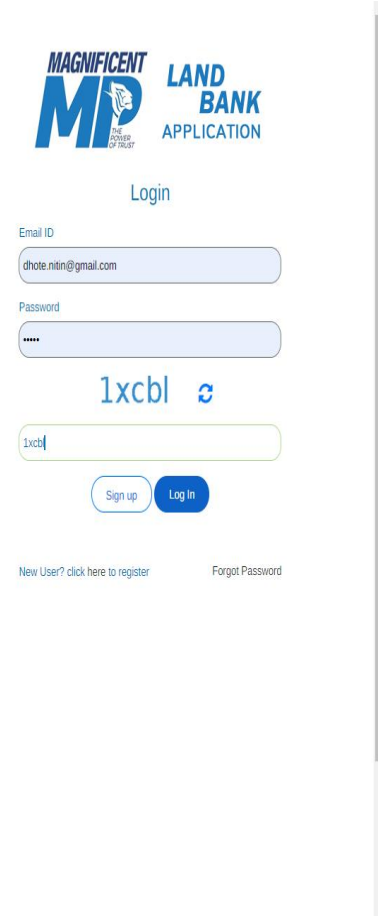 MAGNIFICENT
MP
THE
POWER
OF TRUST
LAND
BANK
APPLICATION
Login
Email ID
dhote.nitin@gmail.com
Password
•••••
1xcbl
1xcbl
Sign up
Log In
New User? click here to register
Forgot Password